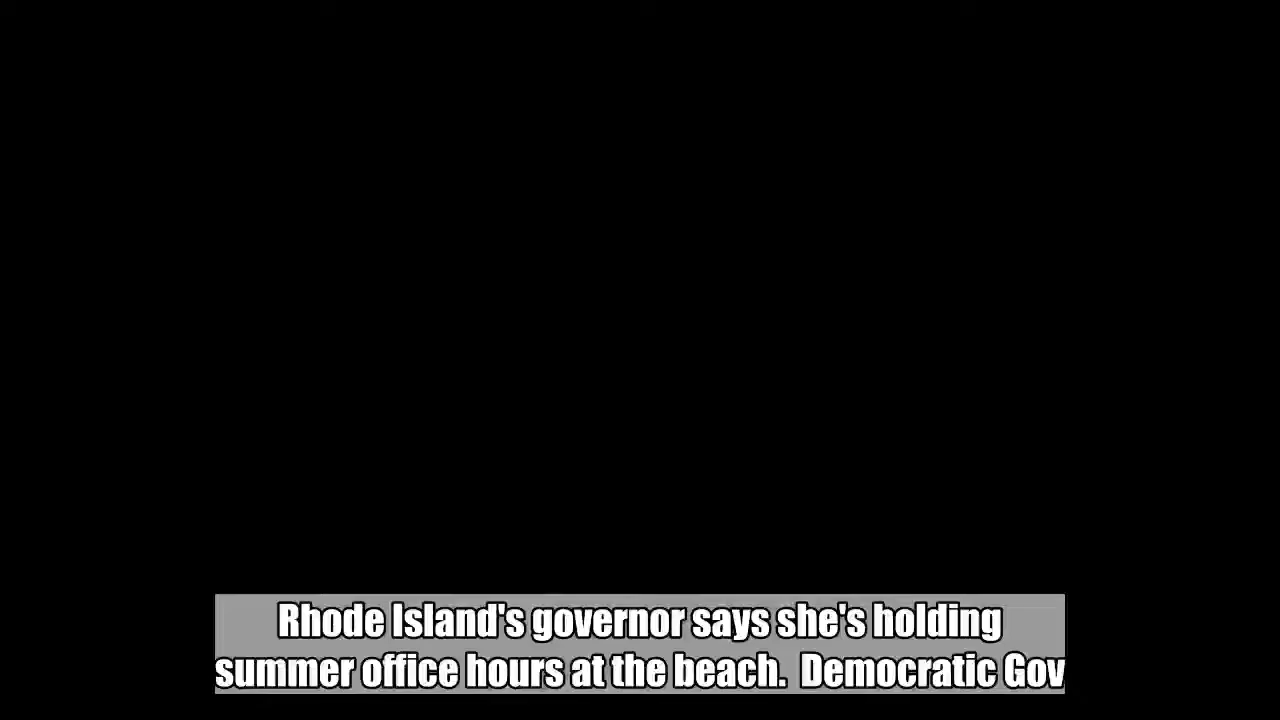 Rhode Island's governor says she's holding
summer office hours at the beach.  Democratic Gov